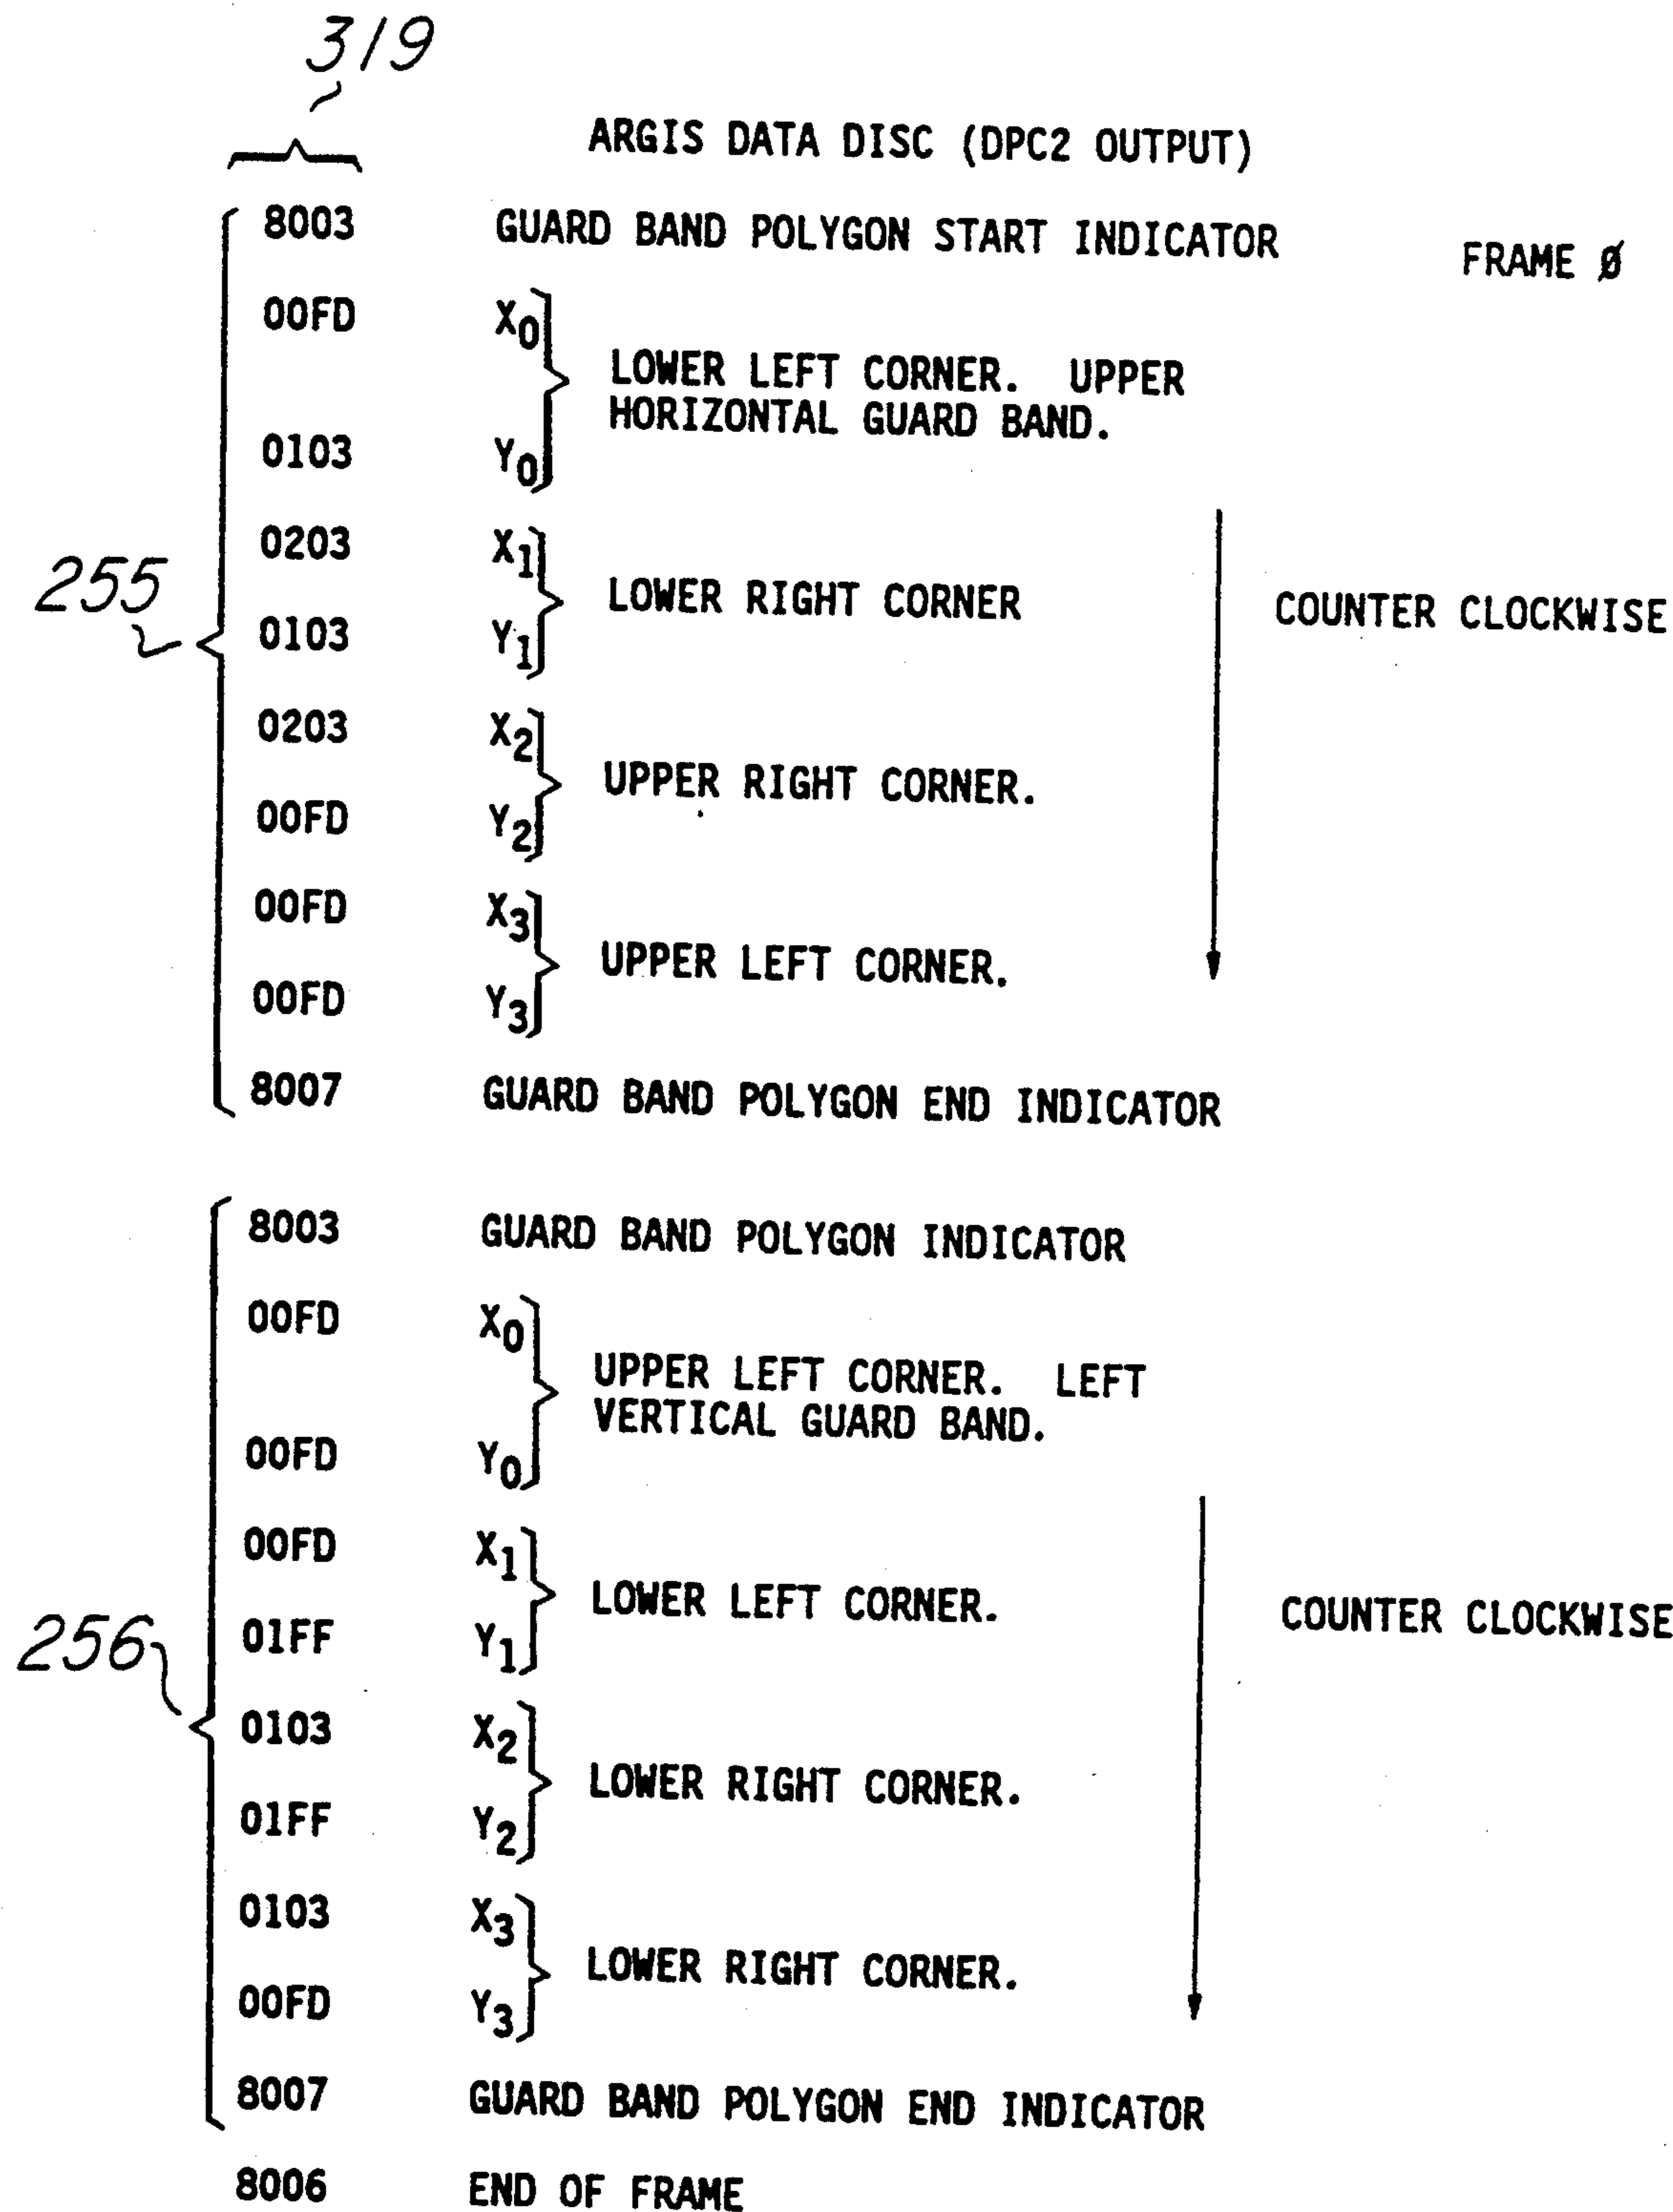 319
ARGIS DATA DISC (DPC2 OUTPUT)
8003 GUARD BAND POLYGON START INDICATOR FRAME Ø
00FD X0
LOWER LEFT CORNER. UPPER
HORIZONTAL GUARD BAND.
0103 Y0
0203 X1
LOWER RIGHT CORNER
255
COUNTER CLOCKWISE
0103 Y1
0203 X2
UPPER RIGHT CORNER.
00FD Y2
00FD X3
UPPER LEFT CORNER.
00FD Y3
8007 GUARD BAND POLYGON END INDICATOR
8003 GUARD BAND POLYGON INDICATOR
00FD X0
UPPER LEFT CORNER. LEFT
VERTICAL GUARD BAND.
00FD Y0
00FD X1
LOWER LEFT CORNER.
COUNTER CLOCKWISE
01FF Y1
256
0103 X2
LOWER RIGHT CORNER.
01FF Y2
0103 X3
LOWER RIGHT CORNER.
00FD Y3
8007 GUARD BAND POLYGON END INDICATOR
8006 END OF FRAME